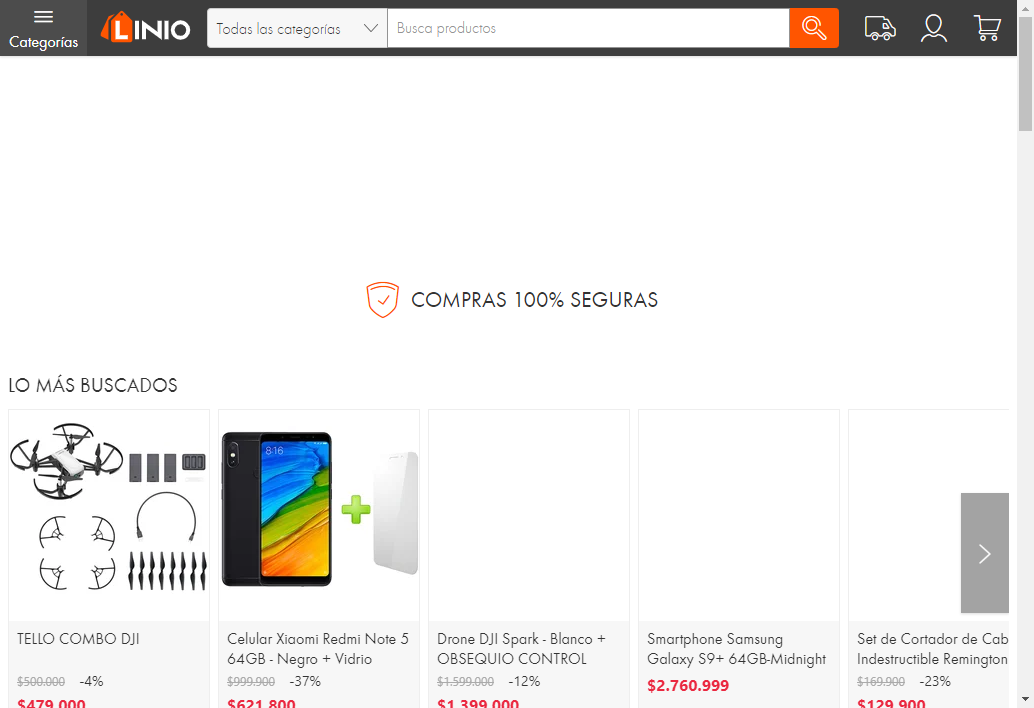 Categorías
LINIO
Todas las categorías
Busca productos
COMPRAS 100% SEGURAS
LO MÁS BUSCADOS
8:16
TELLO COMBO DJI
$500.000 -4%
$479.000
Celular Xiaomi Redmi Note 5
64GB - Negro + Vidrio
$999.900 -37%
$621.800
Drone DJI Spark - Blanco +
OBSEQUIO CONTROL
$1.599.000 -12%
$1.399.000
Smartphone Samsung
Galaxy S9+ 64GB-Midnight
$2.760.999
Set de Cortador de Cab
Indestructible Remington
$169.900 -23%
$129.900